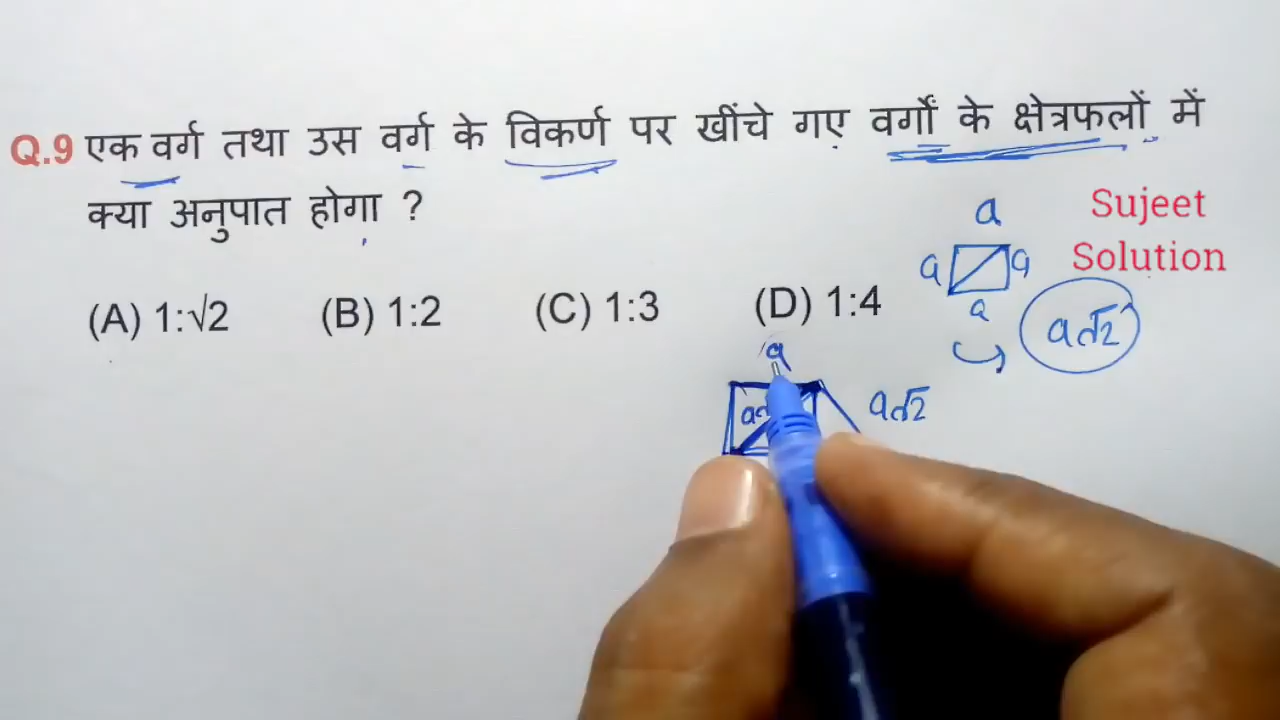 Q.9 एक वर्ग तथा उस वर्ग के विकर्ण पर खींचे गए वर्गों के क्षेत्रफलों में
क्या अनुपात होगा ?
Sujeet
Solution
(A) 1:√2 (B) 1:2 (C) 1:3 (D) 1:4
a
a a
a
a√2
a
a√2